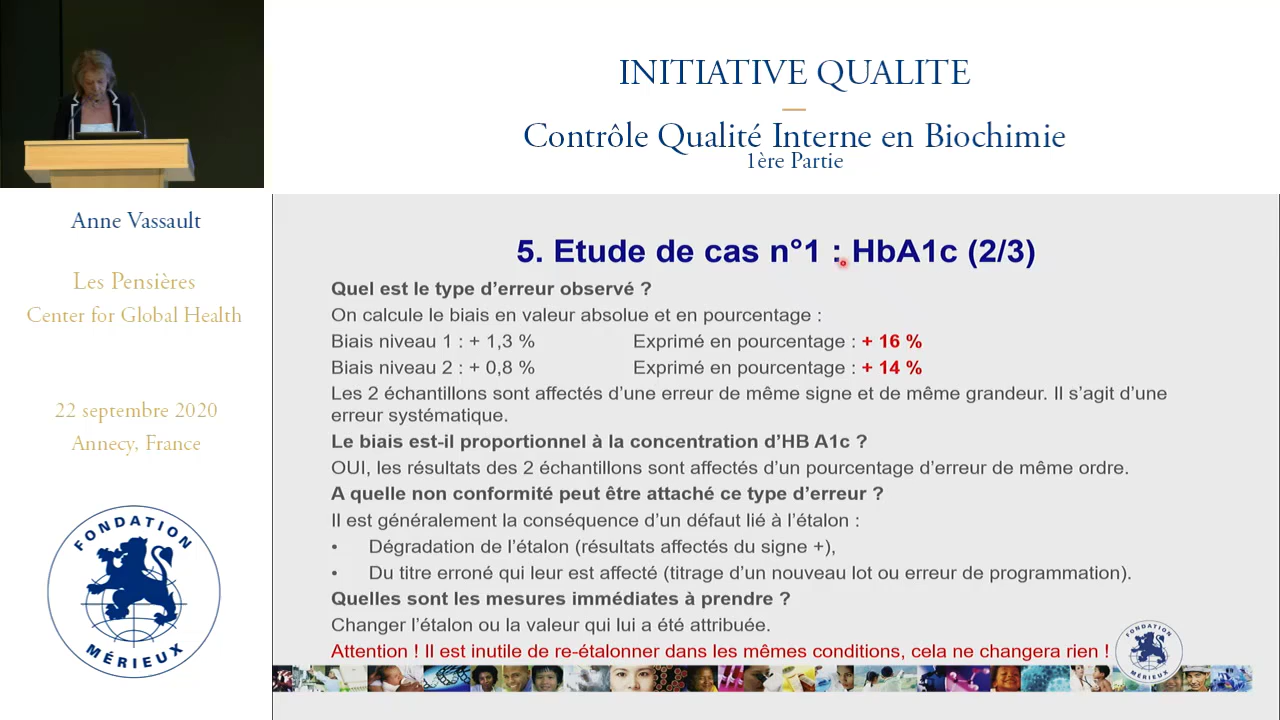 INITIATIVE QUALITE
Contrôle Qualité Interne en Biochimie
1ère Partie
Anne Vassault
Les Pensières
Center for Global Health
22 septembre 2020
Annecy, France
FONDATION
MÉRIEUX
5. Etude de cas n°1 : HbA1c (2/3)
Quel est le type d’erreur observé ?
On calcule le biais en valeur absolue et en pourcentage :
Biais niveau 1 : + 1,3 % Exprimé en pourcentage : + 16 %
Biais niveau 2 : + 0,8 % Exprimé en pourcentage : + 14 %
Les 2 échantillons sont affectés d’une erreur de même signe et de même grandeur. Il s’agit d’une
erreur systématique.
Le biais est-il proportionnel à la concentration d’HB A1c ?
OUI, les résultats des 2 échantillons sont affectés d’un pourcentage d’erreur de même ordre.
A quelle non conformité peut être attaché ce type d’erreur ?
Il est généralement la conséquence d’un défaut lié à l’étalon :
• Dégradation de l’étalon (résultats affectés du signe +),
• Du titre erroné qui leur est affecté (titrage d’un nouveau lot ou erreur de programmation).
Quelles sont les mesures immédiates à prendre ?
Changer l’étalon ou la valeur qui lui a été attribuée.
Attention ! Il est inutile de re-étalonner dans les mêmes conditions, cela ne changera rien !
FONDATION
MÉRIEUX